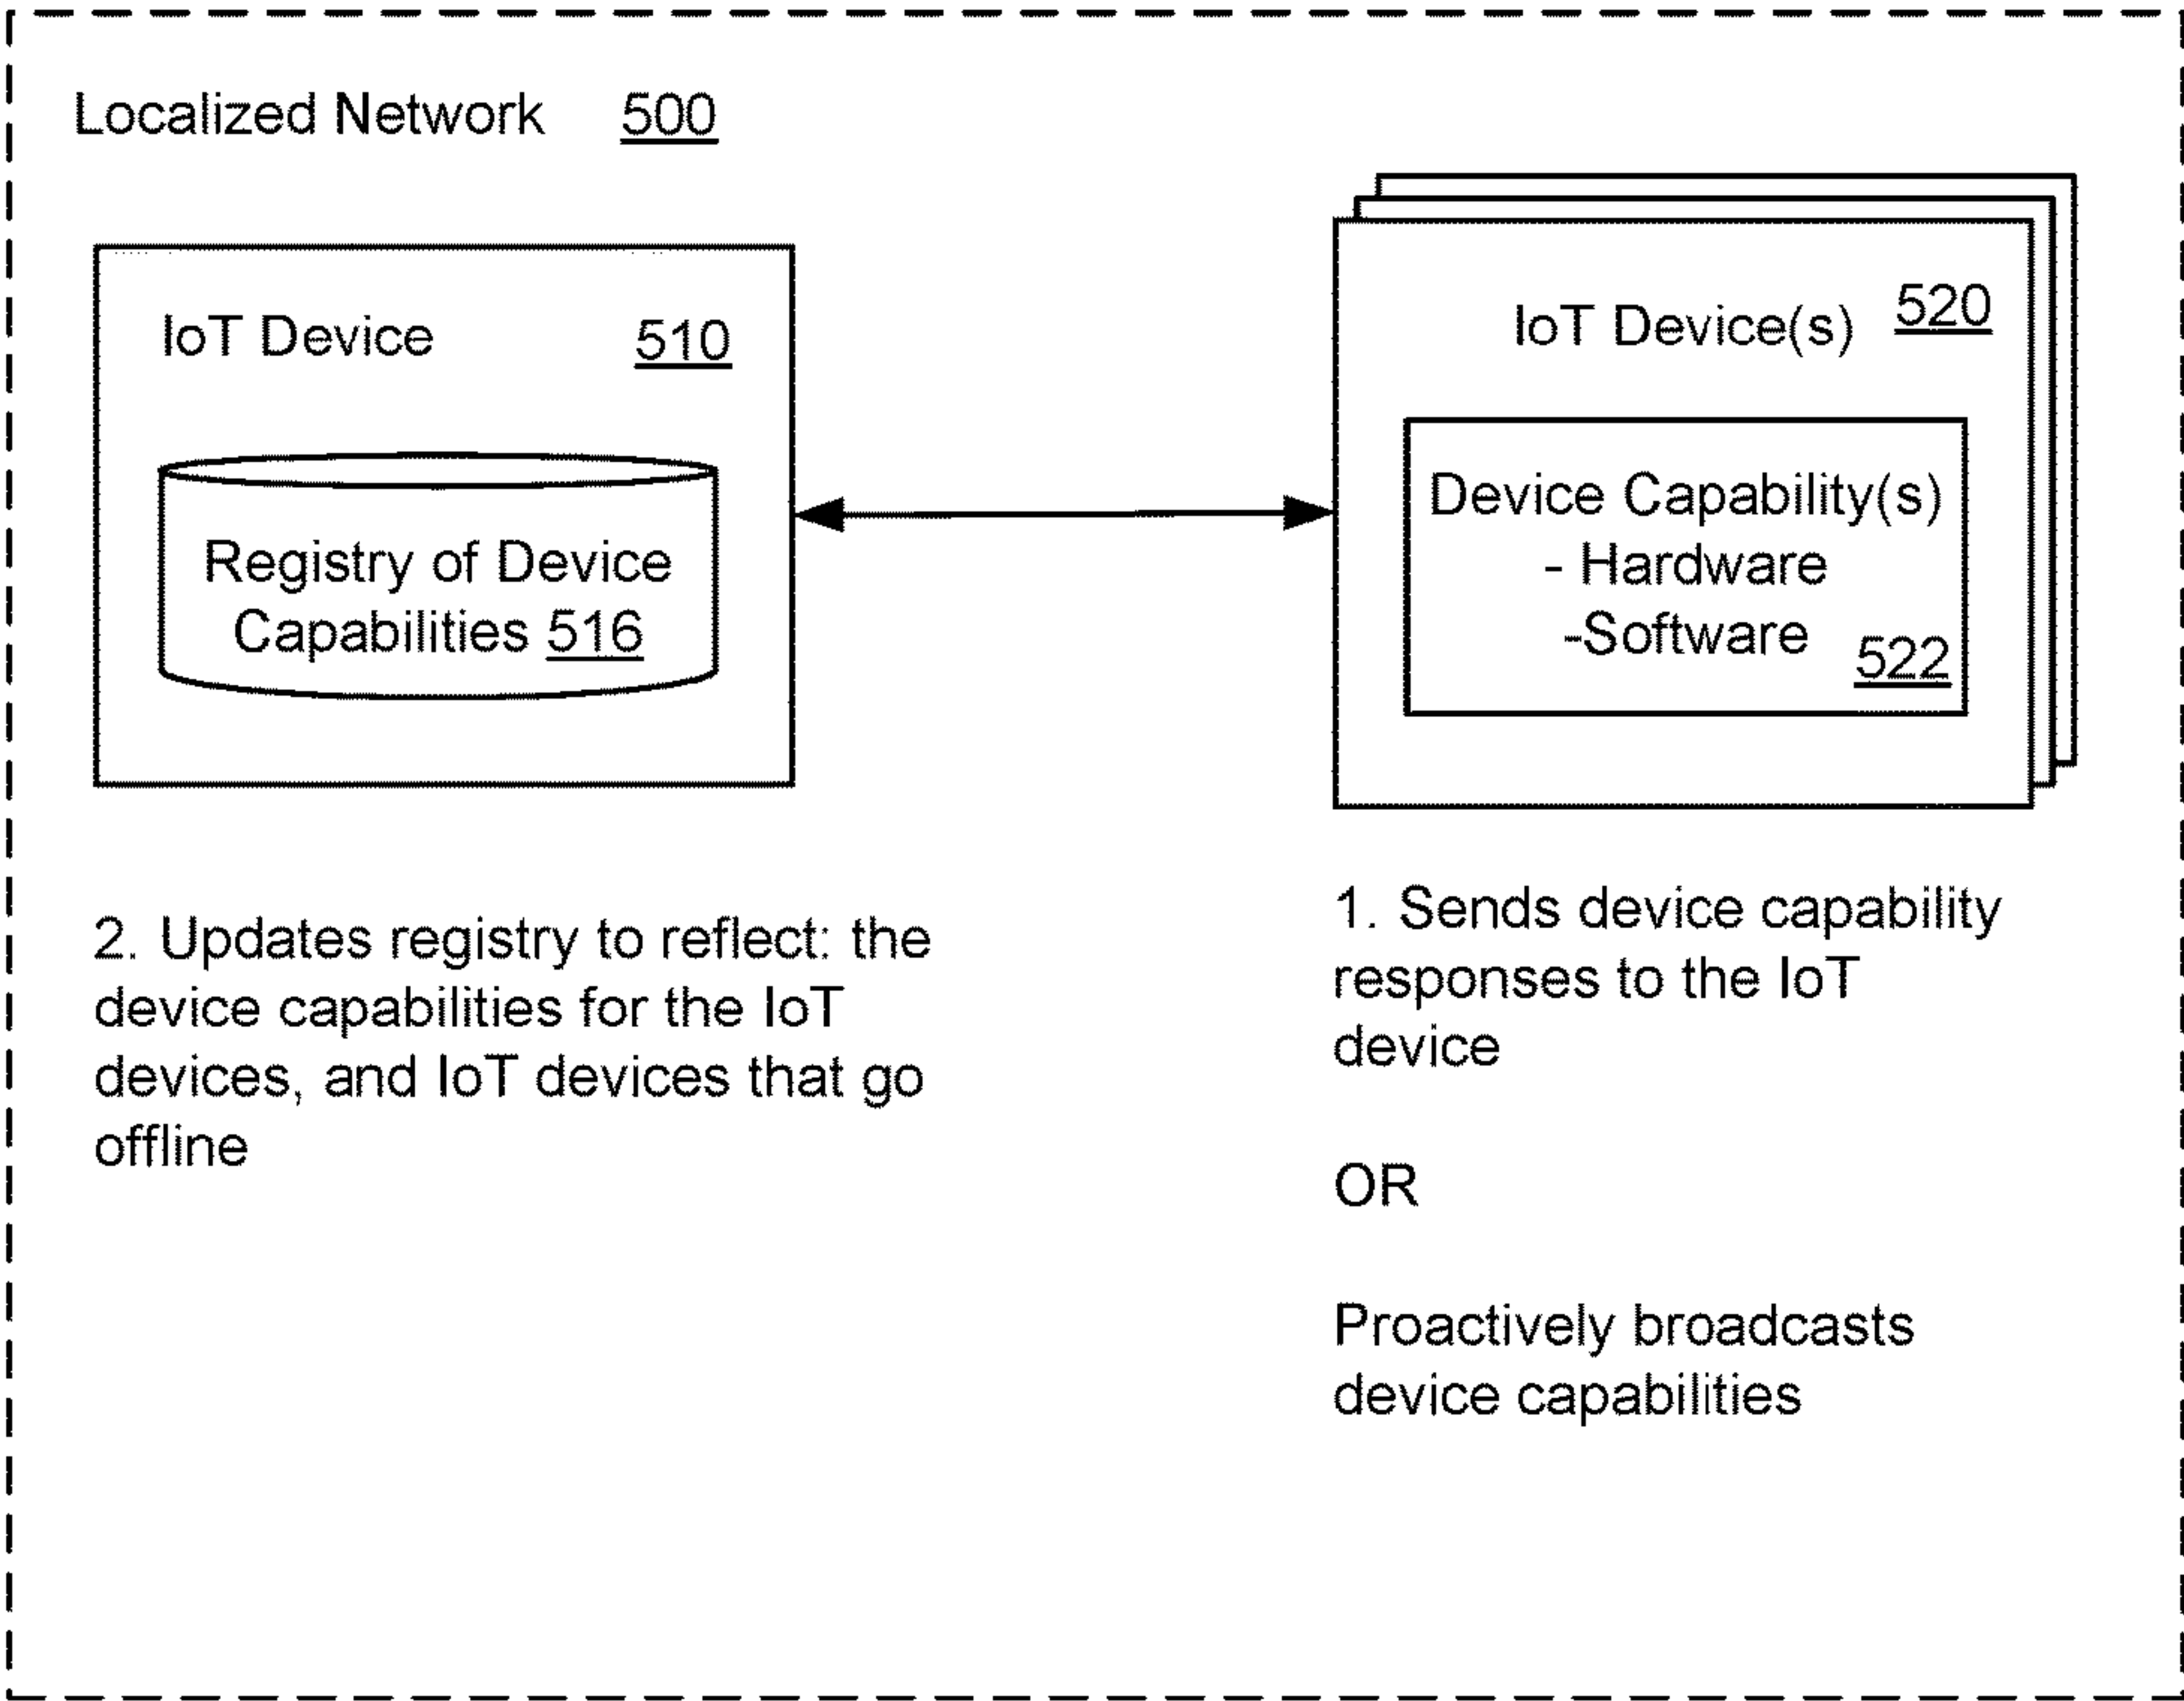 Localized Network 500
IoT Device 510
Registry of Device
Capabilities 516
IoT Device(s) 520
Device Capability(s)
- Hardware
-Software
522
2. Updates registry to reflect: the
device capabilities for the IoT
devices, and IoT devices that go
offline
1. Sends device capability
responses to the IoT
device
OR
Proactively broadcasts
device capabilities